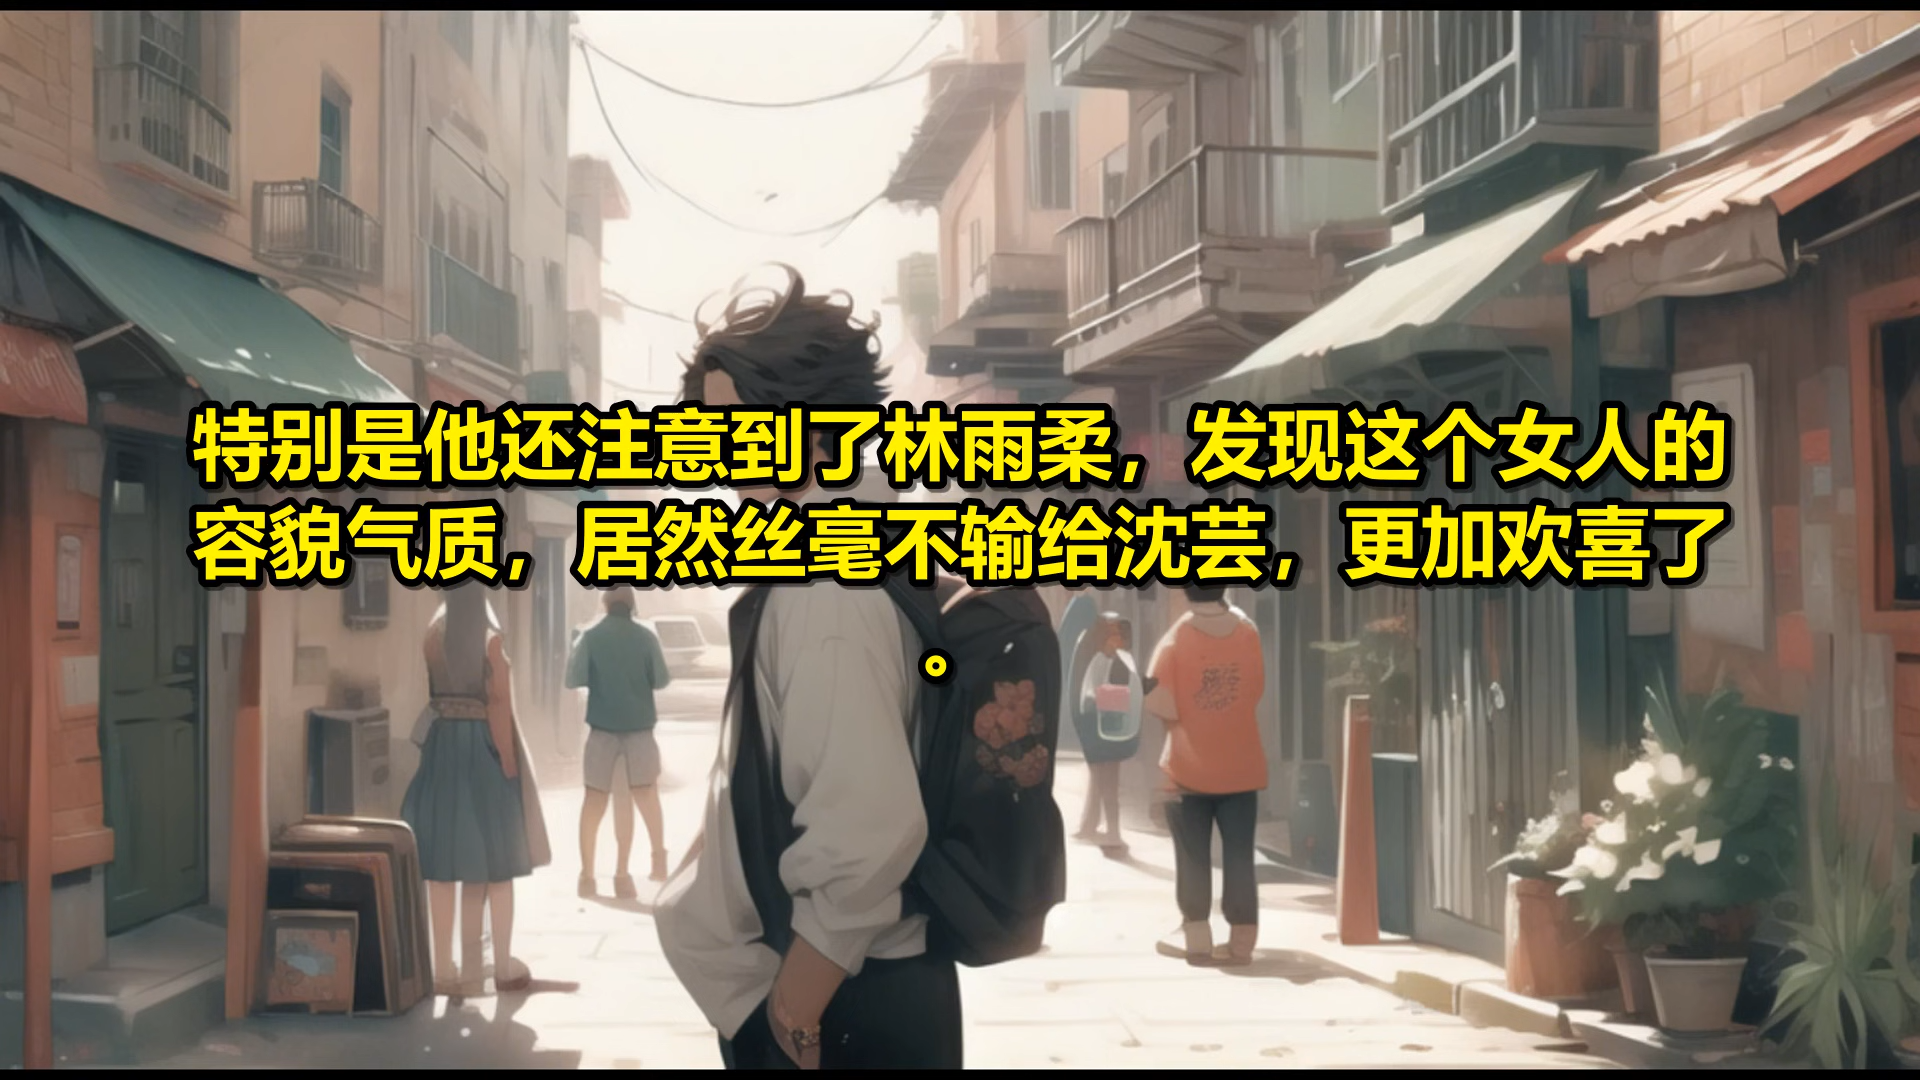 特别是他还注意到了林雨柔，发现这个女人的
容貌气质，居然丝毫不输给沈芸，更加欢喜了
。